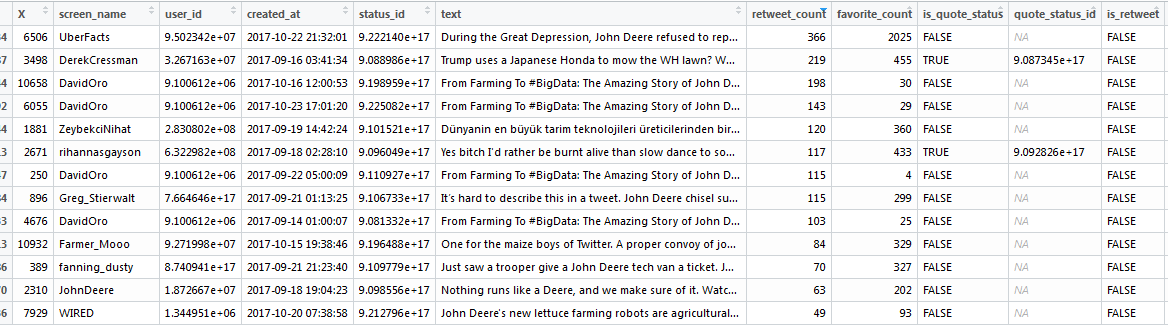 X screen_name user_id created_at status_id text retweet_count favorite_count is_quote_status quote_status_id is_retweet
6506 UberFacts 9.502342e+07 2017-10-22 21:32:01 9.222140e+17 During the Great Depression, John Deere refused to rep... 366 2025 FALSE NA FALSE
3498 DerekCressman 3.267163e+07 2017-09-16 03:41:34 9.088986e+17 Trump uses a Japanese Honda to mow the WH lawn? W... 219 455 TRUE 9.087345e+17 FALSE
10658 DavidOro 9.100612e+06 2017-10-16 12:00:53 9.198959e+17 From Farming To #BigData: The Amazing Story of John D... 198 30 FALSE NA FALSE
6055 DavidOro 9.100612e+06 2017-10-23 17:01:20 9.225082e+17 From Farming To #BigData: The Amazing Story of John D... 143 29 FALSE NA FALSE
1881 ZeybekciNihat 2.830802e+08 2017-09-19 14:42:24 9.101521e+17 Dünyanin en büyük tarim teknolojileri üreticilerinden bir... 120 360 FALSE NA FALSE
2671 rihannasgayson 6.322982e+08 2017-09-18 02:28:10 9.096049e+17 Yes bitch I'd rather be burnt alive than slow dance to so... 117 433 TRUE 9.092826e+17 FALSE
250 DavidOro 9.100612e+06 2017-09-22 05:00:09 9.110927e+17 From Farming To #BigData: The Amazing Story of John D... 115 4 FALSE NA FALSE
896 Greg_Stierwalt 7.664646e+17 2017-09-21 01:13:25 9.106733e+17 It's hard to describe this in a tweet. John Deere chisel su... 115 299 FALSE NA FALSE
4676 DavidOro 9.100612e+06 2017-09-14 01:00:07 9.081332e+17 From Farming To #BigData: The Amazing Story of John D... 103 25 FALSE NA FALSE
10932 Farmer_Mooo 9.271998e+07 2017-10-15 19:38:46 9.196488e+17 One for the maize boys of Twitter. A proper convoy of jo... 84 329 FALSE NA FALSE
389 fanning_dusty 8.740941e+17 2017-09-21 21:23:40 9.109779e+17 Just saw a trooper give a John Deere tech van a ticket. J... 70 327 FALSE NA FALSE
2310 JohnDeere 1.872667e+07 2017-09-18 19:04:23 9.098556e+17 Nothing runs like a Deere, and we make sure of it. Watc... 63 202 FALSE NA FALSE
7929 WIRED 1.344951e+06 2017-10-20 07:38:58 9.212796e+17 John Deere's new lettuce farming robots are agricultural... 49 93 FALSE NA FALSE